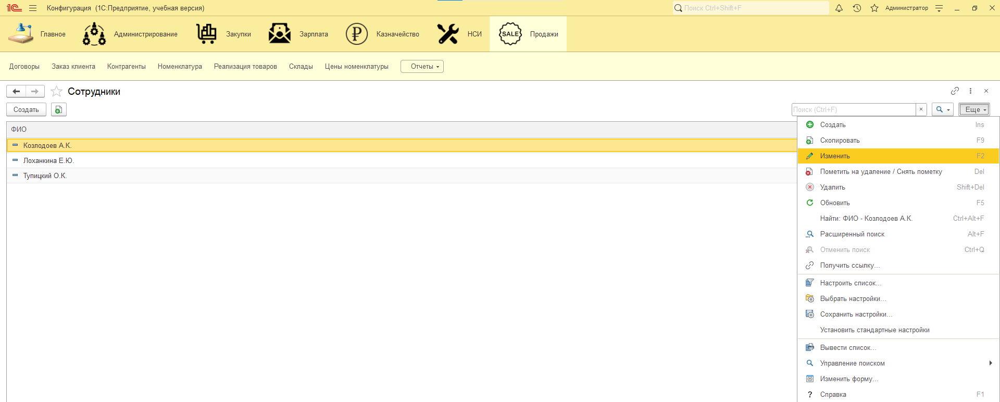 1С Конфигурация (1С:Предприятие, учебная версия) Поиск Ctrl+Shift+F Администратор
Главное Администрирование Закупки Зарплата ₽ Казначейство НСИ SALE Продажи
Договоры Заказ клиента Контрагенты Номенклатура Реализация товаров Склады Цены номенклатуры Отчеты
Сотрудники
Создать Поиск (Ctrl+F) × Еще
ФИО
Козлодоев А.К.
Лоханкина Е.Ю.
Тупицкий О.К.
Создать Ins
Скопировать F9
Изменить F2
Пометить на удаление / Снять пометку Del
Удалить Shift+Del
Обновить F5
Найти: ФИО - Козлодоев А.К. Ctrl+Alt+F
Расширенный поиск Alt+F
Отменить поиск Ctrl+Q
Получить ссылку...
Настроить список...
Выбрать настройки...
Сохранить настройки...
Установить стандартные настройки
Вывести список...
Управление поиском
Изменить форму...
? Справка F1